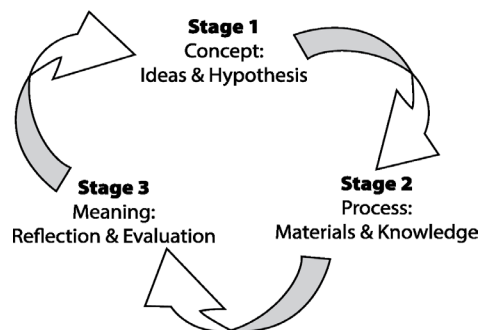 Stage 1
Concept:
Ideas & Hypothesis
Stage 2
Process:
Materials & Knowledge
Stage 3
Meaning:
Reflection & Evaluation